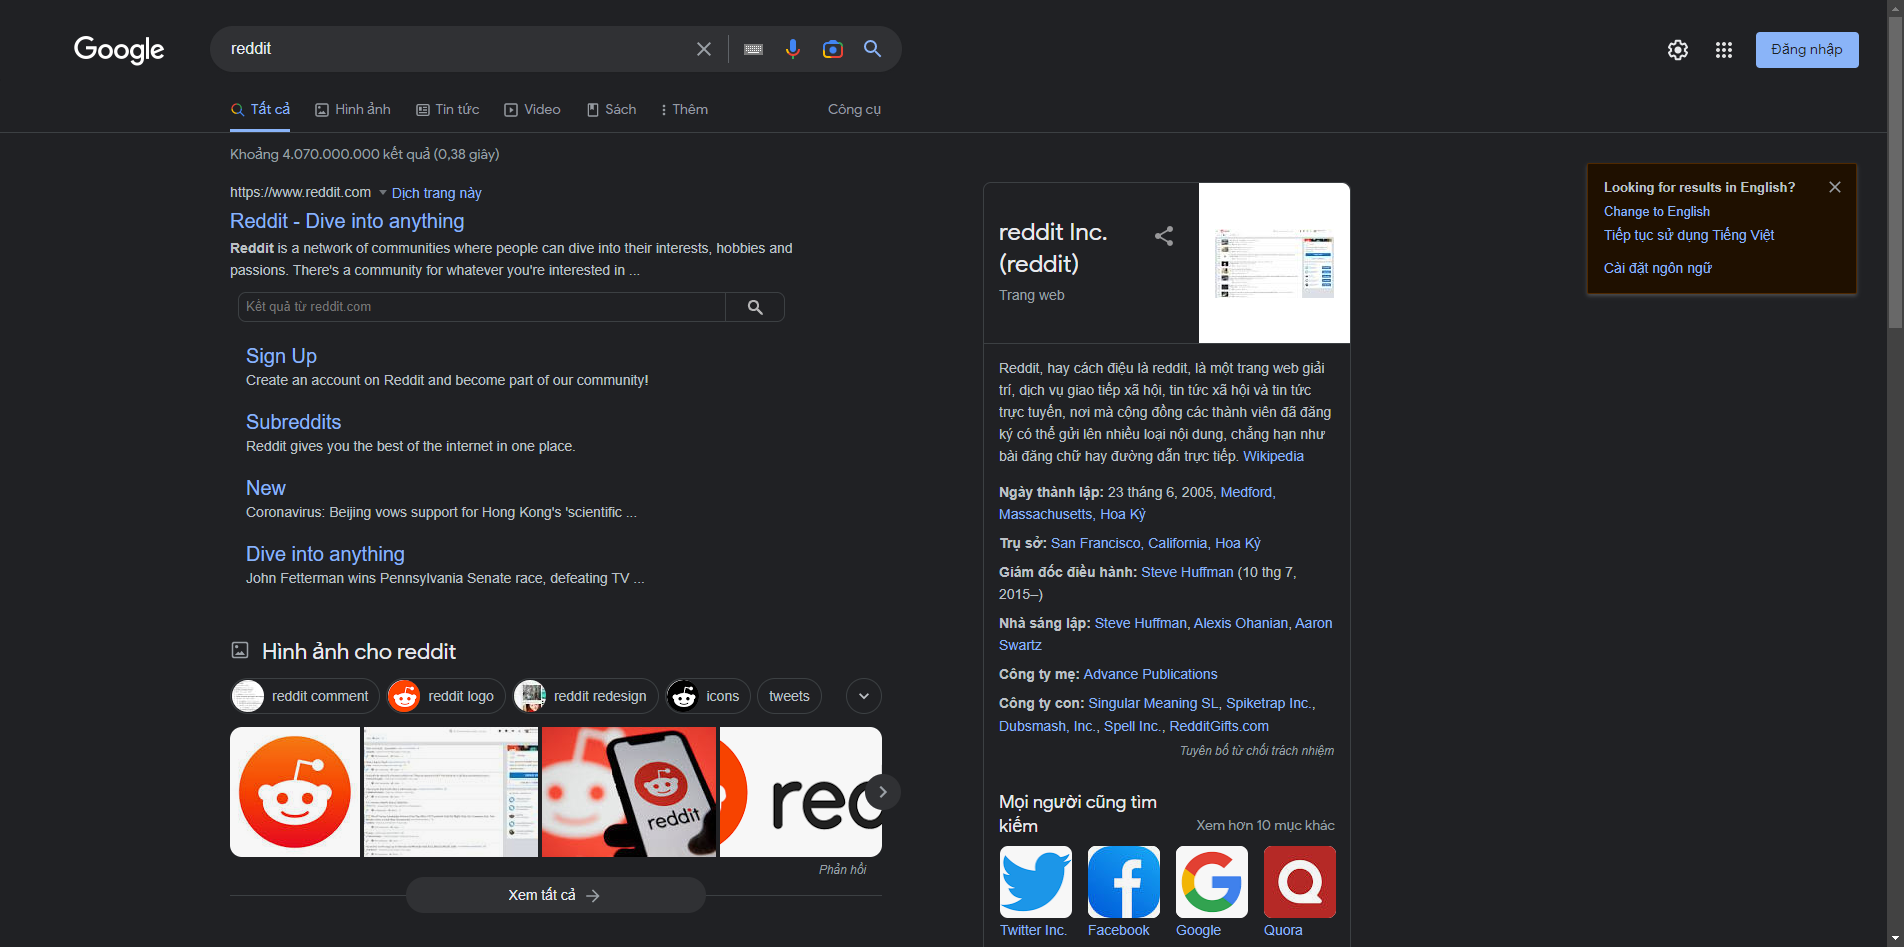 Google
reddit
Đăng nhập
Tất cả
Hình ảnh
Tin tức
Video
Sách
Thêm
Công cụ
Khoảng 4.070.000.000 kết quả (0,38 giây)
https://www.reddit.com
Dịch trang này
Reddit - Dive into anything
Reddit is a network of communities where people can dive into their interests, hobbies and
passions. There's a community for whatever you're interested in ...
Kết quả từ reddit.com
Sign Up
Create an account on Reddit and become part of our community!
Subreddits
Reddit gives you the best of the internet in one place.
New
Coronavirus: Beijing vows support for Hong Kong's 'scientific ...
Dive into anything
John Fetterman wins Pennsylvania Senate race, defeating TV ...
Hình ảnh cho reddit
reddit comment
reddit logo
reddit redesign
icons
tweets
reddit
red
Phản hồi
Xem tất cả
reddit Inc.
(reddit)
Trang web
Reddit, hay cách điệu là reddit, là một trang web giải
trí, dịch vụ giao tiếp xã hội, tin tức xã hội và tin tức
trực tuyến, nơi mà cộng đồng các thành viên đã đăng
ký có thể gửi lên nhiều loại nội dung, chẳng hạn như
bài đăng chữ hay đường dẫn trực tiếp. Wikipedia
Ngày thành lập: 23 tháng 6, 2005, Medford,
Massachusetts, Hoa Kỳ
Trụ sở: San Francisco, California, Hoa Kỳ
Giám đốc điều hành: Steve Huffman (10 thg 7,
2015–)
Nhà sáng lập: Steve Huffman, Alexis Ohanian, Aaron
Swartz
Công ty mẹ: Advance Publications
Công ty con: Singular Meaning SL, Spiketrap Inc.,
Dubsmash, Inc., Spell Inc., RedditGifts.com
Tuyên bố từ chối trách nhiệm
Mọi người cũng tìm
kiếm
Xem hơn 10 mục khác
Twitter Inc.
Facebook
Google
Quora
Looking for results in English?
Change to English
Tiếp tục sử dụng Tiếng Việt
Cài đặt ngôn ngữ